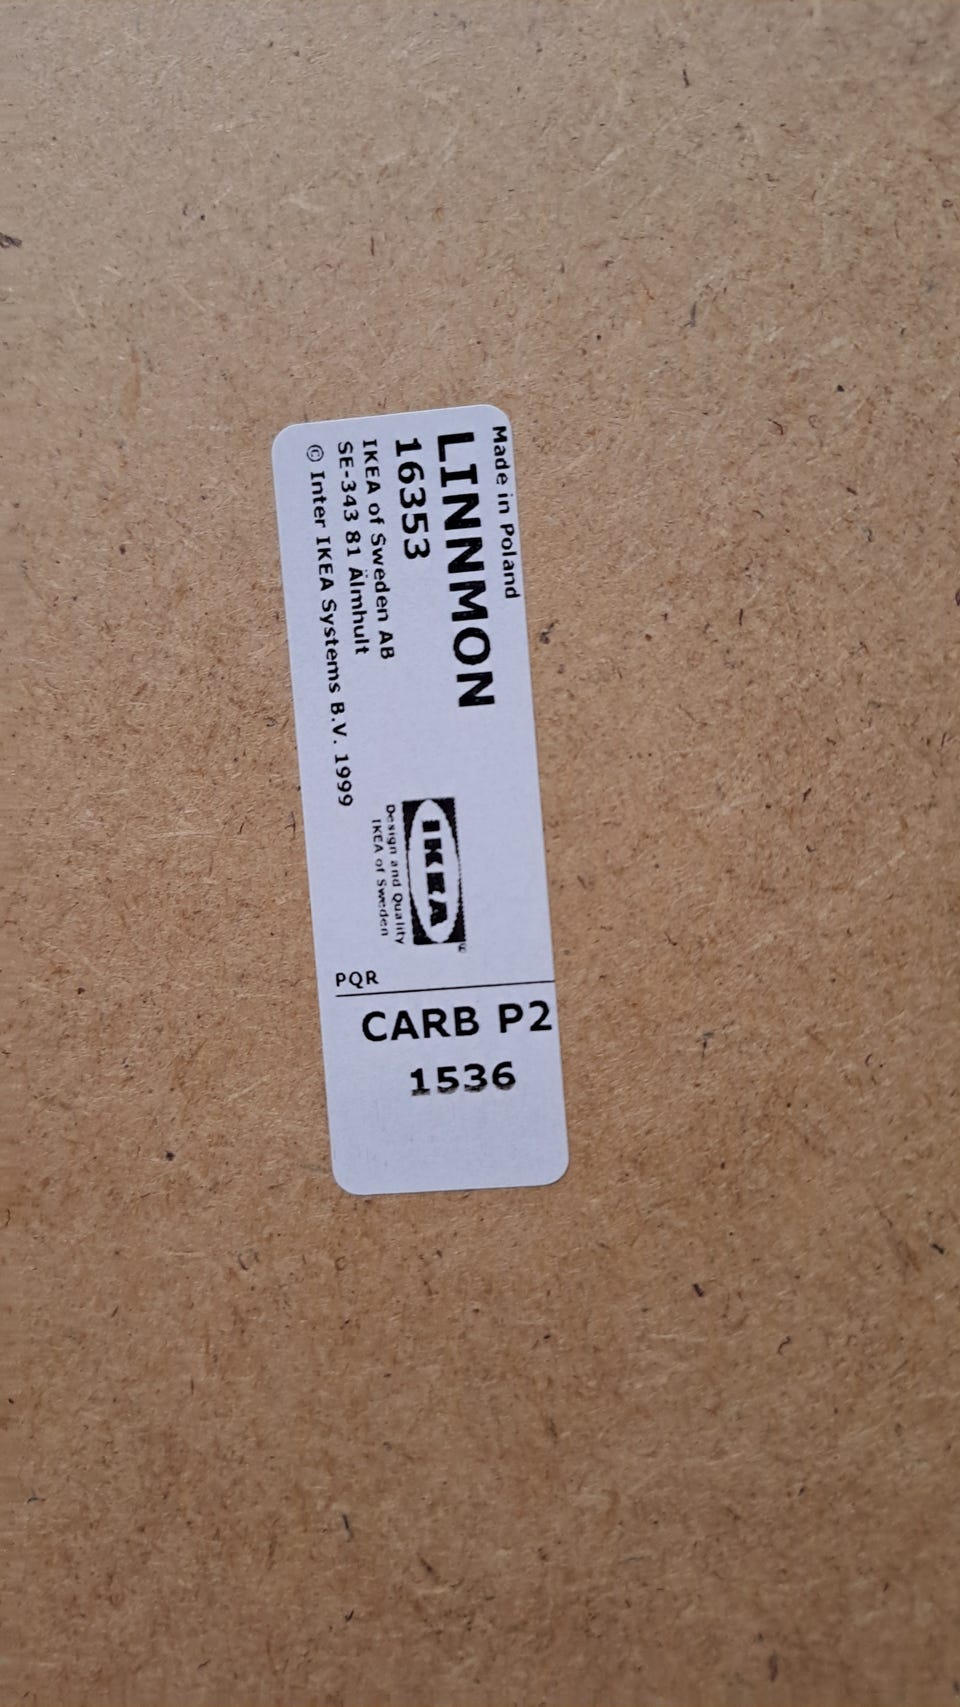 Made in Poland
LINNMON
16353
IKEA of Sweden AB
SE-343 81 Älmhult
© Inter IKEA Systems B.V. 1999
IKEA®
Design and Quality
IKEA of Sweden
PQR
CARB P2
1536